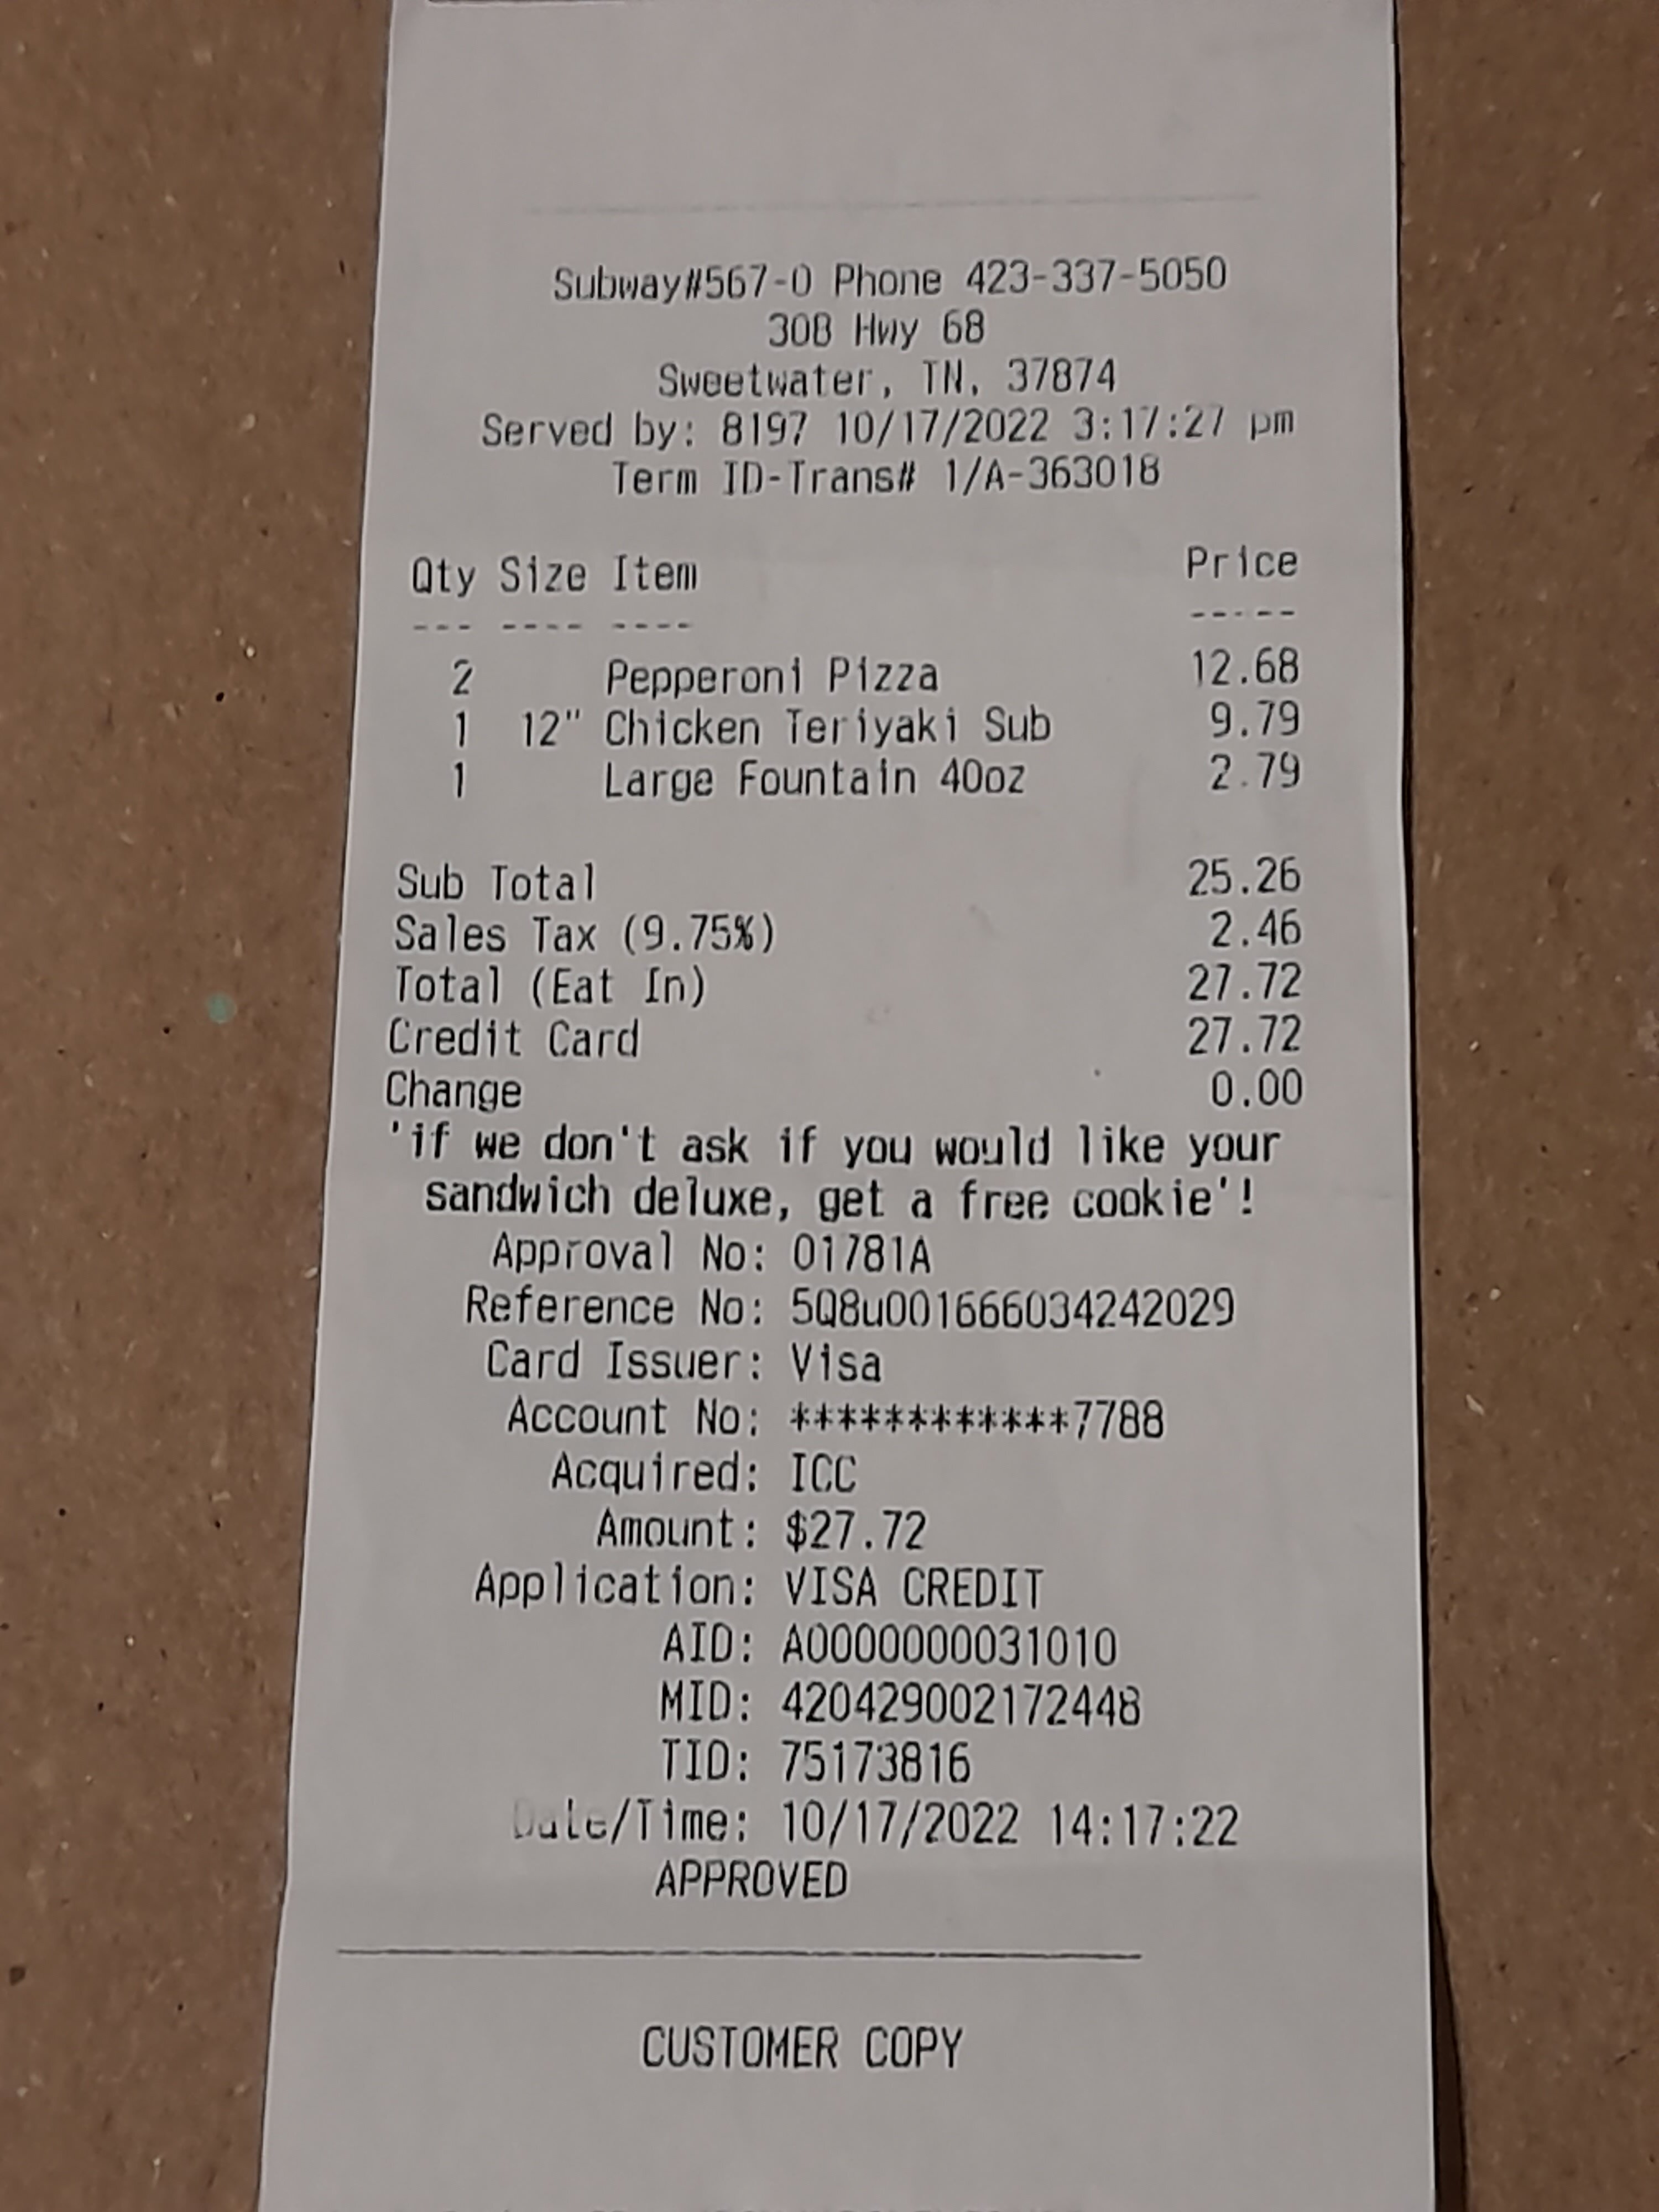 Subway#567-0 Phone 423-337-5050
308 Hwy 68
Sweetwater, TN, 37874
Served by: 8197 10/17/2022 3:17:27 pm
Term ID-Trans# 1/A-363018
Qty Size Item Price
--- ---- ---- -----
2 Pepperoni Pizza 12.68
1 12" Chicken Teriyaki Sub 9.79
1 Large Fountain 40oz 2.79
Sub Total 25.26
Sales Tax (9.75%) 2.46
Total (Eat In) 27.72
Credit Card 27.72
Change 0.00
'if we don't ask if you would like your
sandwich deluxe, get a free cookie'!
Approval No: 01781A
Reference No: 5Q8u001666034242029
Card Issuer: Visa
Account No: ************7788
Acquired: ICC
Amount: $27.72
Application: VISA CREDIT
AID: A0000000031010
MID: 420429002172448
TID: 75173816
Date/Time: 10/17/2022 14:17:22
APPROVED
CUSTOMER COPY